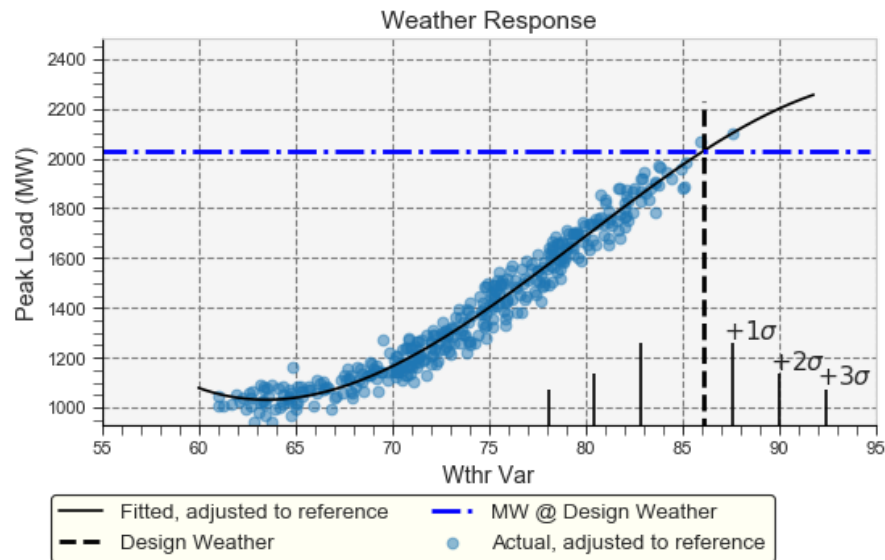 Weather Response
2400
2200
2000
1800
1600
1400
1200
1000
Peak Load (MW)
+1σ
+2σ
+3σ
55 60 65 70 75 80 85 90 95
Wthr Var
Fitted, adjusted to reference
MW @ Design Weather
Design Weather
Actual, adjusted to reference